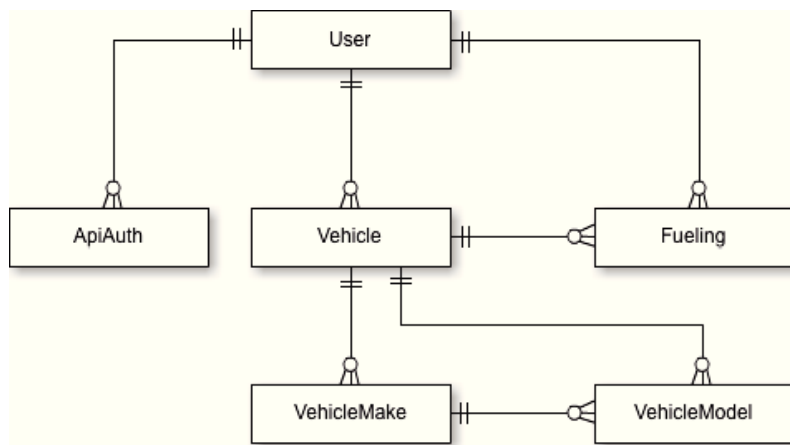 User
ApiAuth
Vehicle
Fueling
VehicleMake
VehicleModel